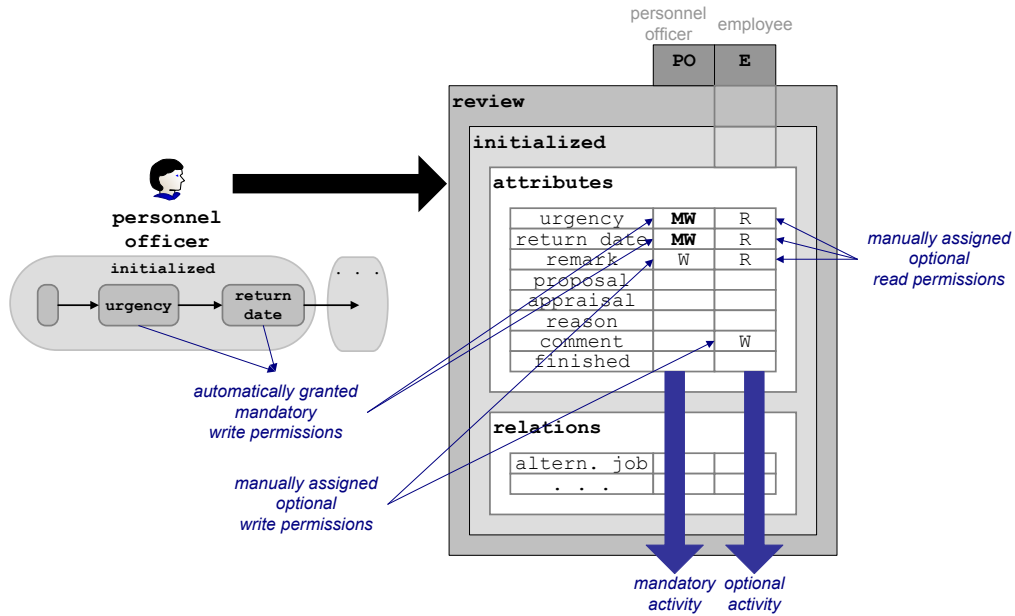 personnel
officer
employee
PO E
review
initialized
attributes
urgency MW R
return date MW R
remark W R
proposal
appraisal
reason
comment W
finished
relations
altern. job
. . .
personnel
officer
initialized
urgency
return
date
. . .
automatically granted
mandatory
write permissions
manually assigned
optional
write permissions
manually assigned
optional
read permissions
mandatory
activity
optional
activity